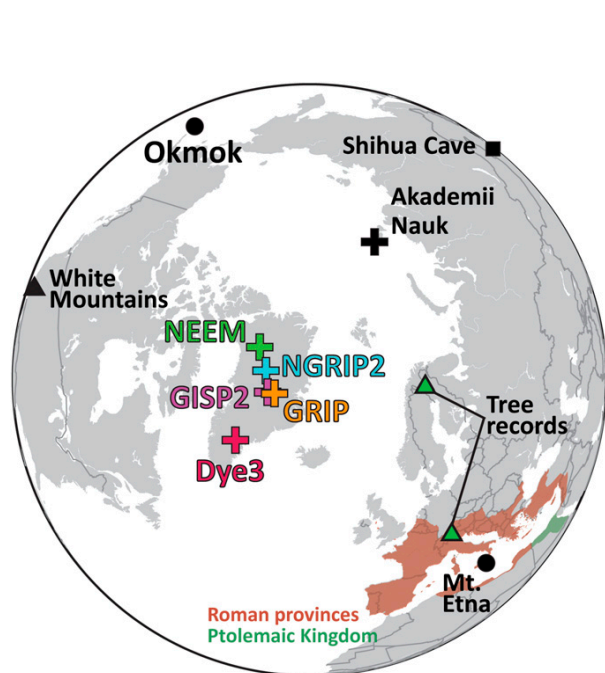 Okmok
Shihua Cave
Akademii
Nauk
White
Mountains
NEEM
NGRIP2
GISP2
GRIP
Tree
records
Dye3
Mt.
Etna
Roman provinces
Ptolemaic Kingdom